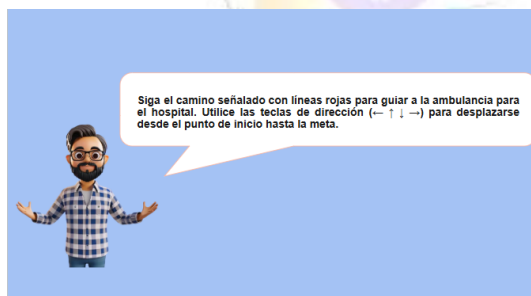 Siga el camino señalado con líneas rojas para guiar a la ambulancia para
el hospital. Utilice las teclas de dirección (← ↑ ↓ →) para desplazarse
desde el punto de inicio hasta la meta.